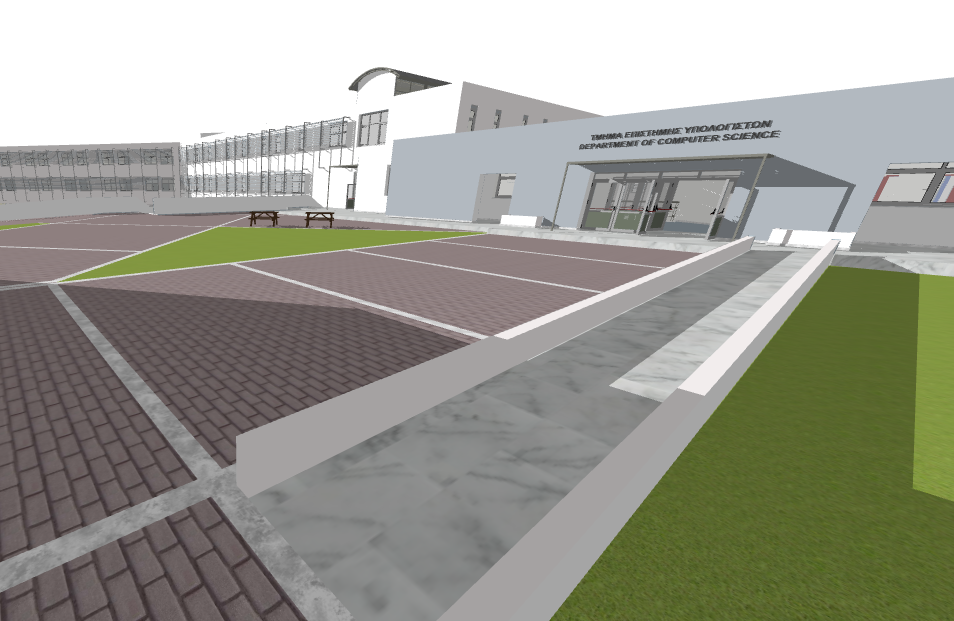 ΤΜΗΜΑ ΕΠΙΣΤΗΜΗΣ ΥΠΟΛΟΓΙΣΤΩΝ
DEPARTMENT OF COMPUTER SCIENCE